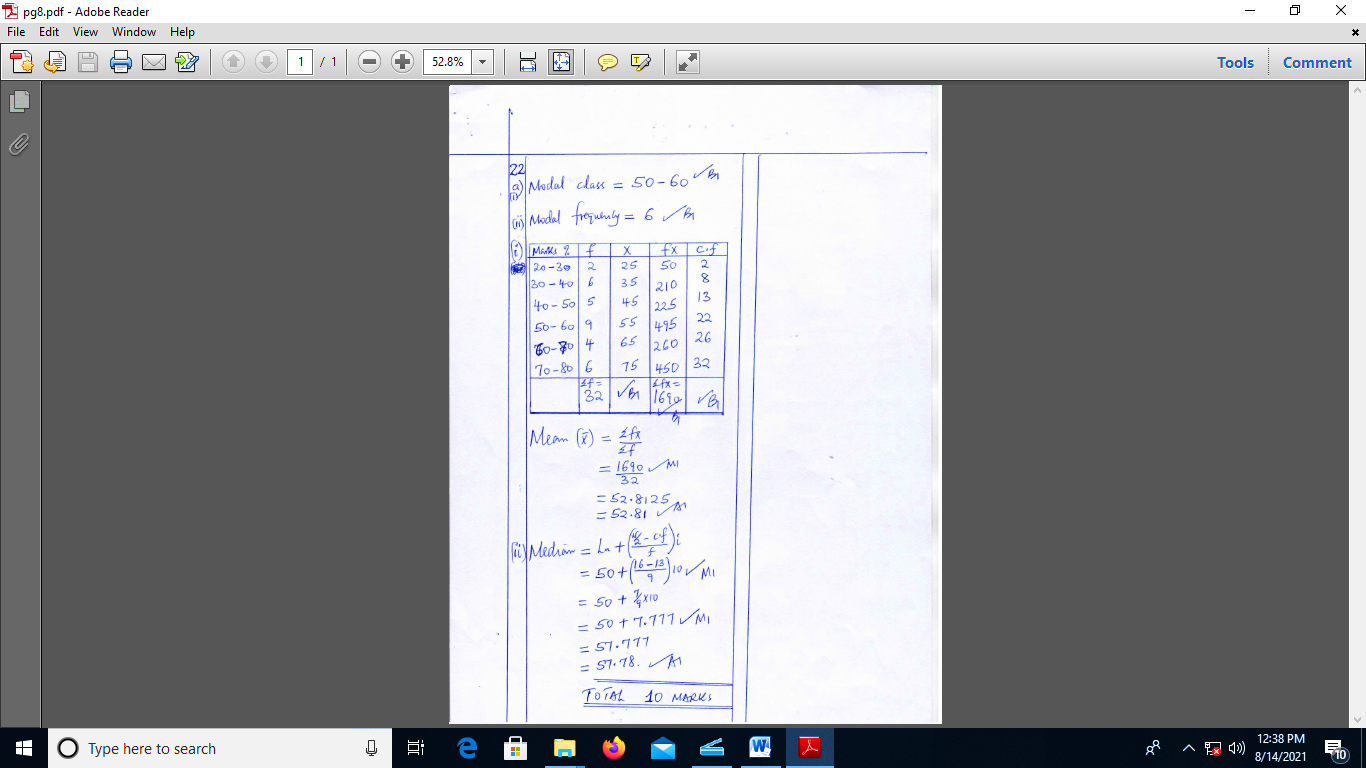 pg8.pdf - Adobe Reader
File Edit View Window Help
1 / 1 52.8% Tools Comment
22
a) (i) Modal class = 50 - 60 ✓B1
(ii) Modal frequency = 6 ✓B1
(i) Marks % f x fx c.f
20-30 2 25 50 2
30-40 6 35 210 8
40-50 5 45 225 13
50-60 9 55 495 22
60-70 4 65 260 26
70-80 6 75 450 32
Σf = 32 ✓B1 Σfx = 1690 ✓B1 ✓B1
Mean (x̄) = Σfx/Σf
= 1690/32 ✓M1
= 52.8125
= 52.81 ✓A1
(ii) Median = Ln + (n/2 - cf/f)i
= 50 + (16-13/9)10 ✓M1
= 50 + 7/9 x10
= 50 + 7.777 ✓M1
= 57.777
= 57.78. ✓A1
TOTAL 10 MARKS
Type here to search
12:38 PM
8/14/2021
10